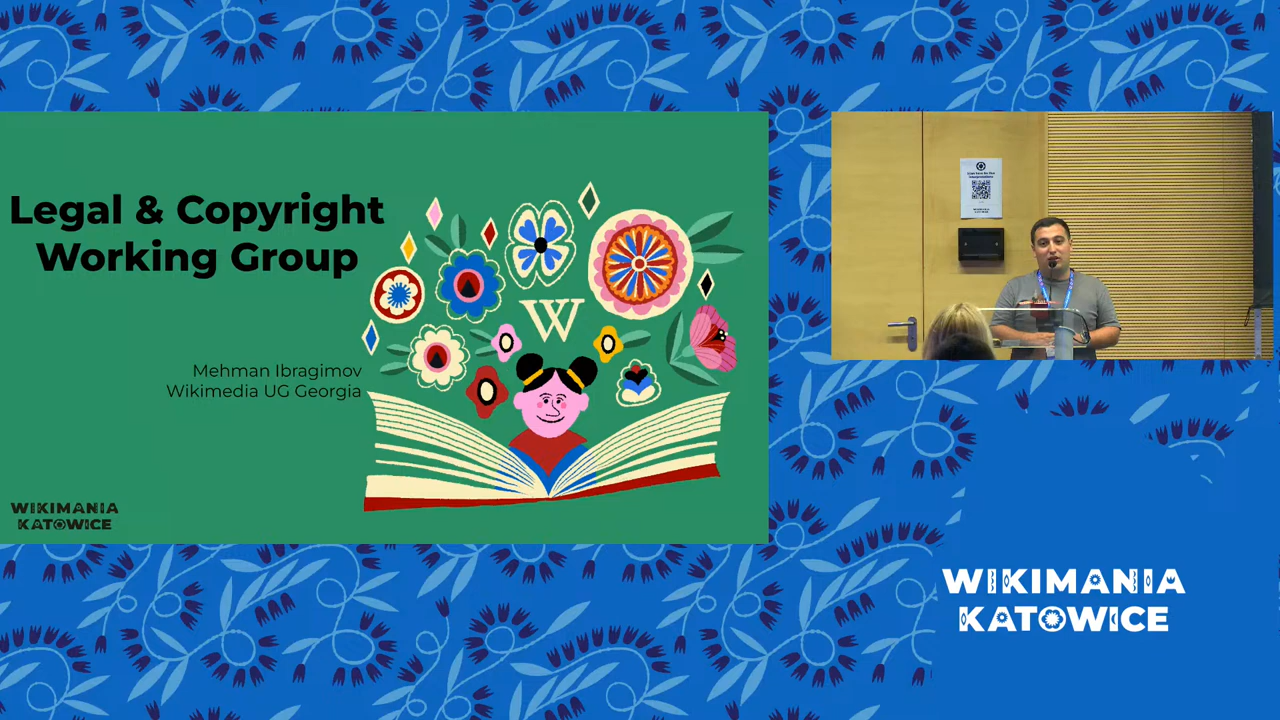 Legal & Copyright
Working Group
Mehman Ibragimov
Wikimedia UG Georgia
W
WIKIMANIA
KATOWICE
WIKIMANIA
KATOWICE